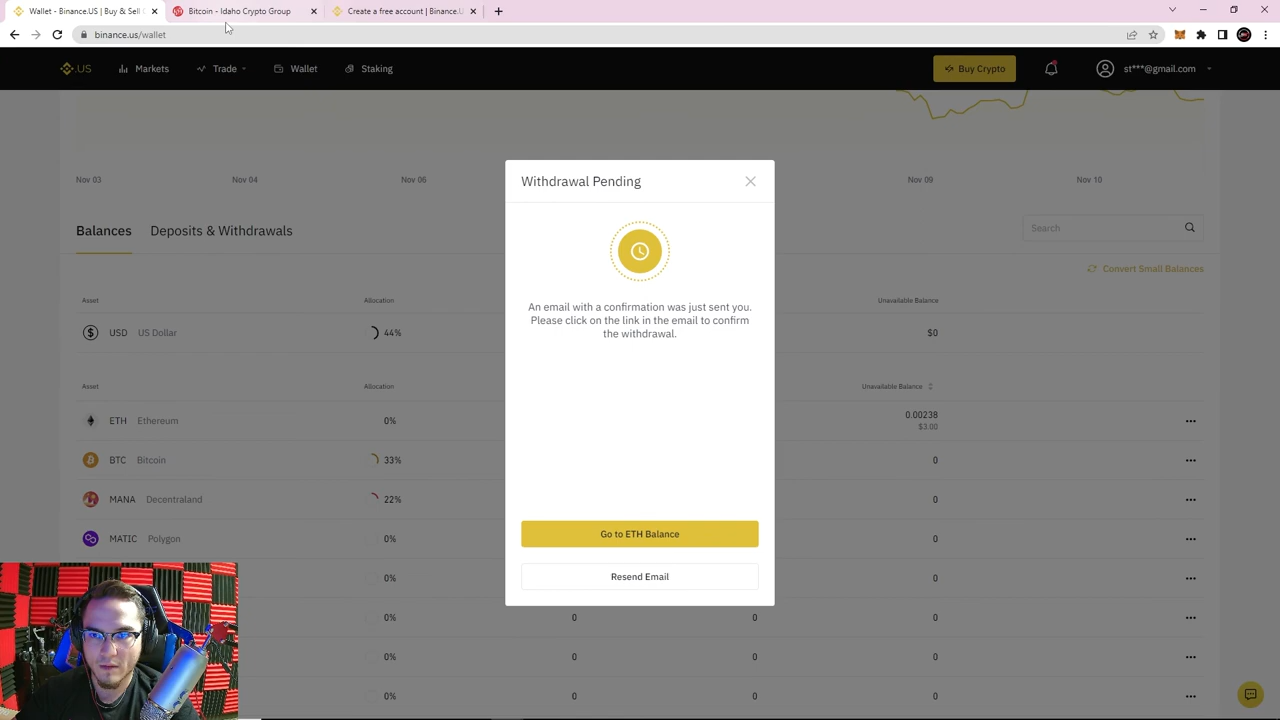 Wallet - Binance.US | Buy & Sell C
Bitcoin - Idaho Crypto Group
Create a free account | Binance.U
binance.us/wallet
.US
Markets
Trade
Wallet
Staking
Buy Crypto
st***@gmail.com
Nov 03
Nov 04
Nov 06
Nov 09
Nov 10
Withdrawal Pending
An email with a confirmation was just sent you.
Please click on the link in the email to confirm
the withdrawal.
Go to ETH Balance
Resend Email
Balances
Deposits & Withdrawals
Search
Convert Small Balances
Asset
Allocation
Unavailable Balance
USD US Dollar
44%
$0
Asset
Allocation
Unavailable Balance
ETH Ethereum
0%
0.00238
$3.00
BTC Bitcoin
33%
0
MANA Decentraland
22%
0
MATIC Polygon
0%
0
0%
0
0%
0
0
0
0%
0
0
0
0%
0
0
0